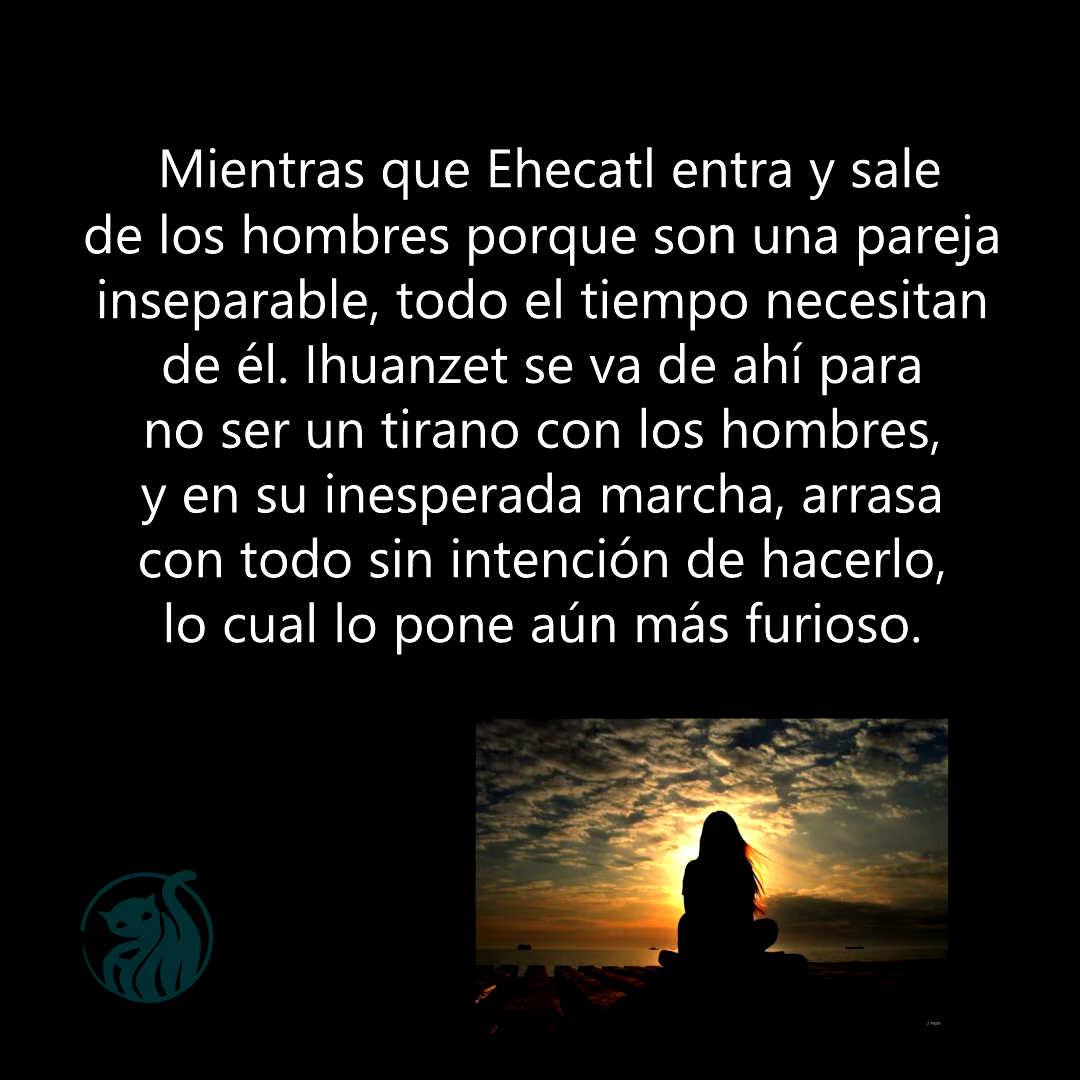 Mientras que Ehecatl entra y sale
de los hombres porque son una pareja
inseparable, todo el tiempo necesitan
de él. Ihuanzet se va de ahí para
no ser un tirano con los hombres,
y en su inesperada marcha, arrasa
con todo sin intención de hacerlo,
lo cual lo pone aún más furioso.